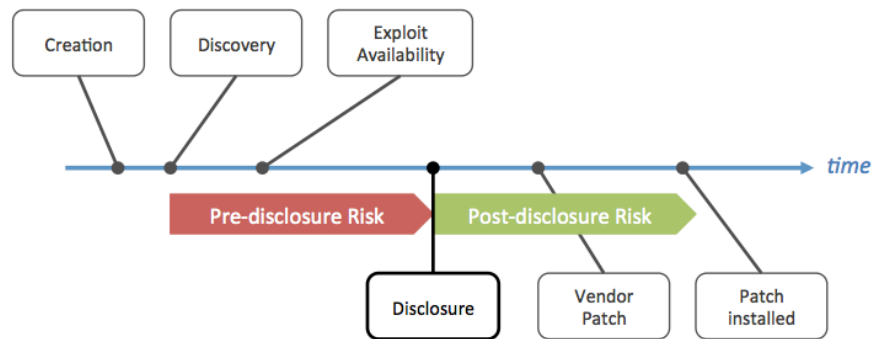 Creation
Discovery
Exploit
Availability
time
Pre-disclosure Risk
Post-disclosure Risk
Disclosure
Vendor
Patch
Patch
installed